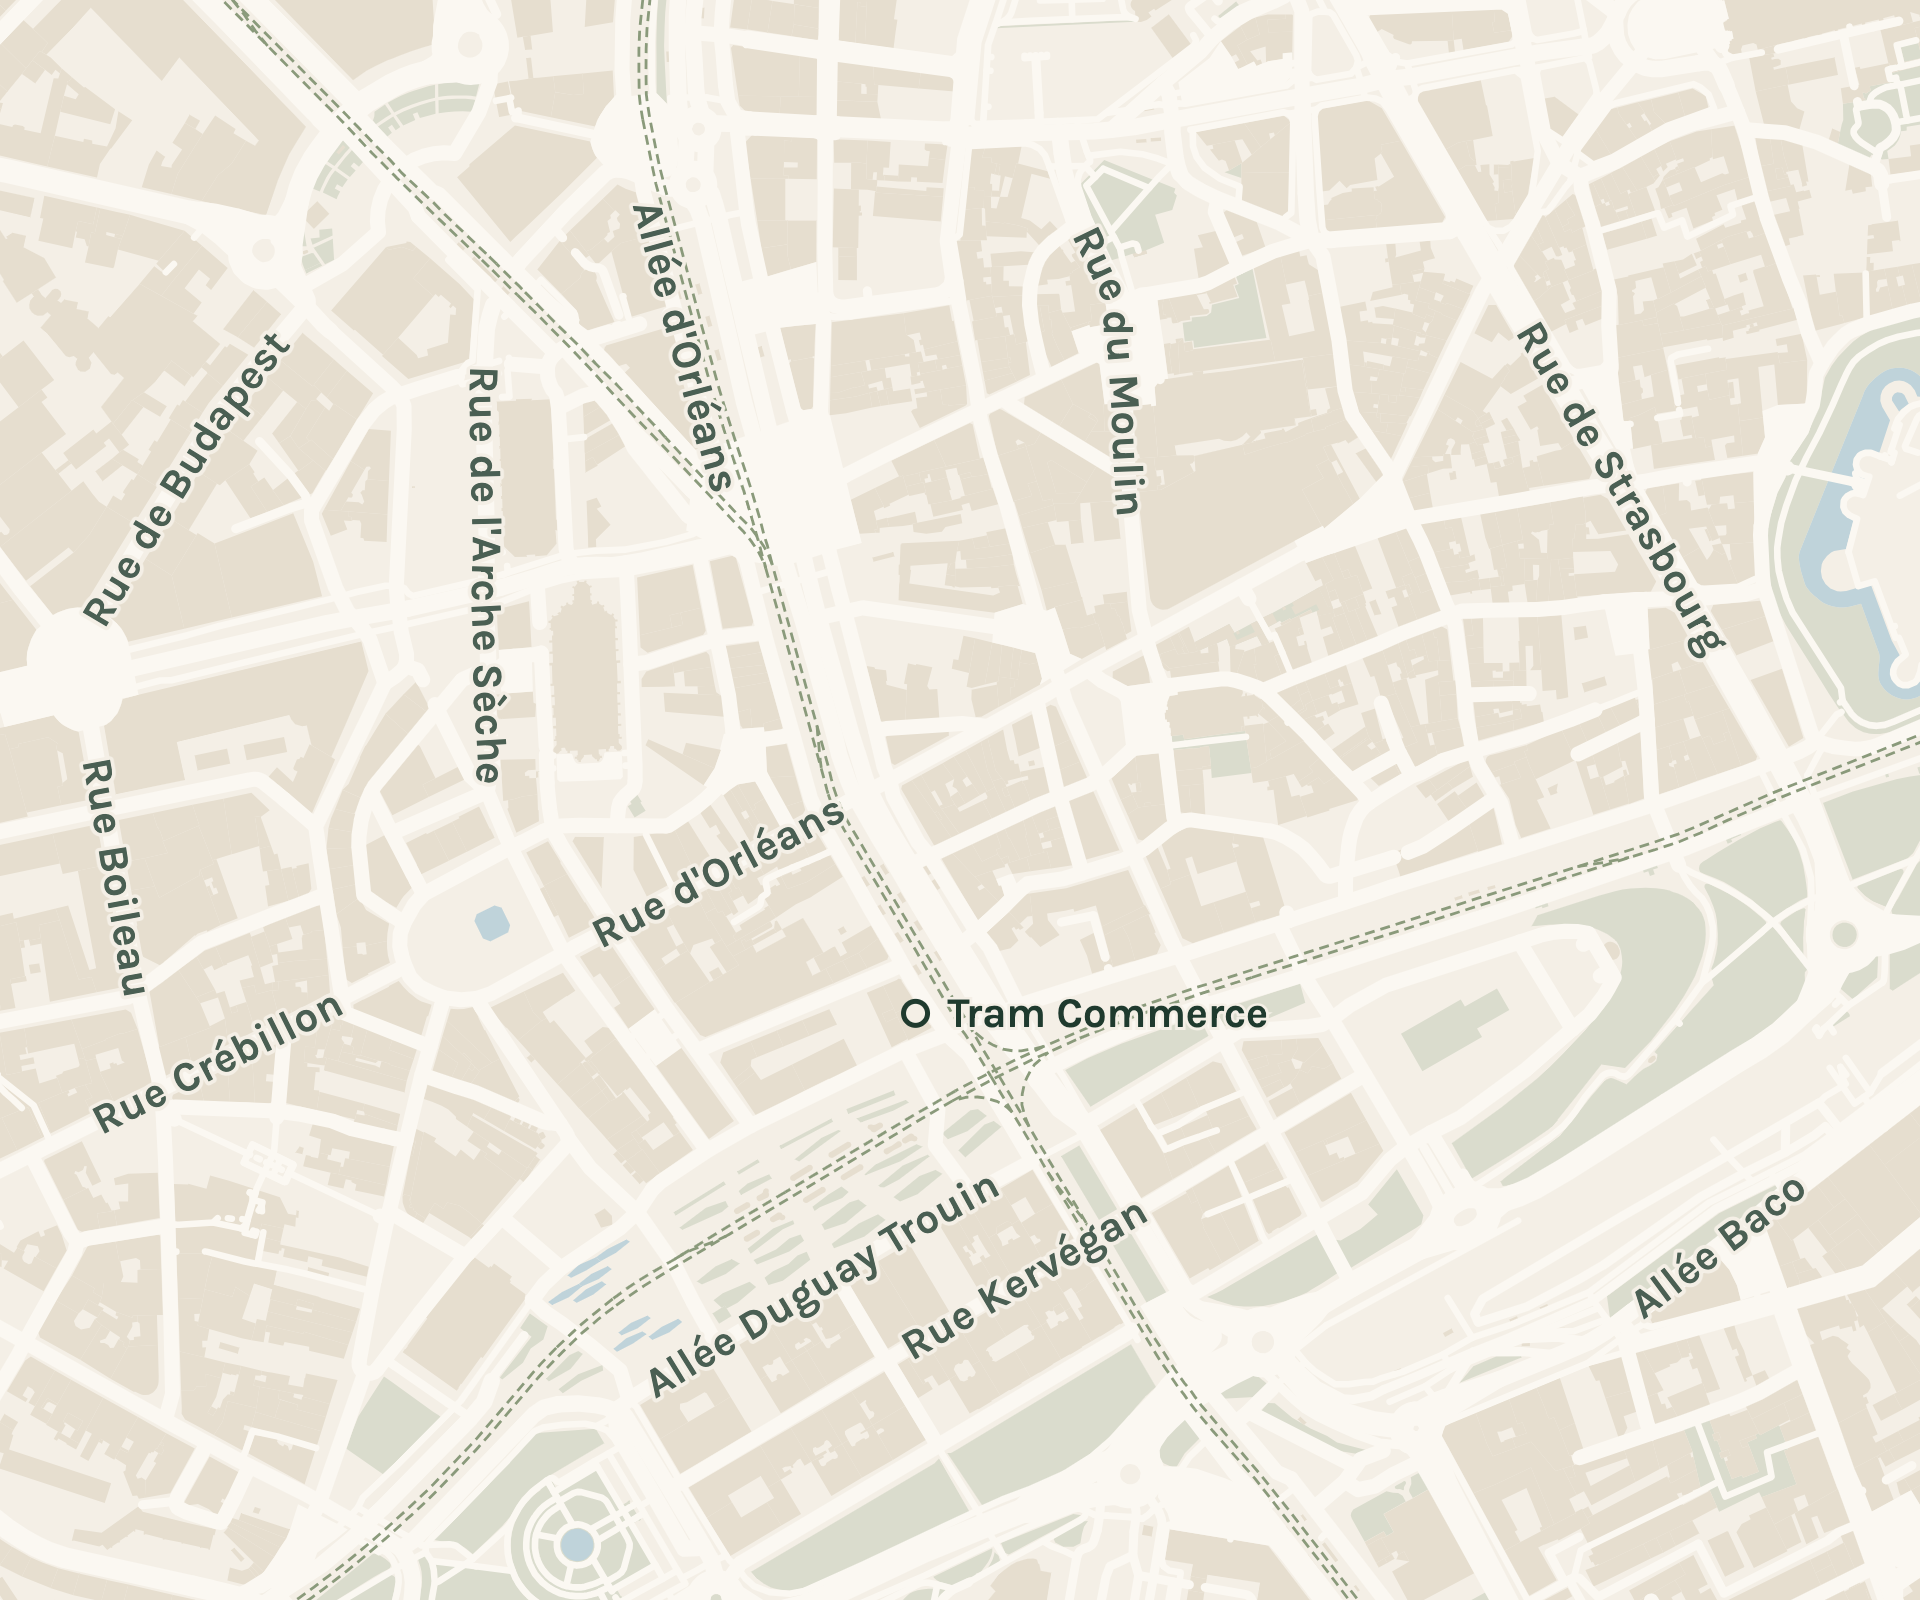 Allée d'Orléans
Rue du Moulin
Rue de Strasbourg
Rue de Budapest
Rue de l'Arche Sèche
Rue Boileau
Rue d'Orléans
Rue Crébillon
Tram Commerce
Allée Duguay Trouin
Rue Kervégan
Allée Baco